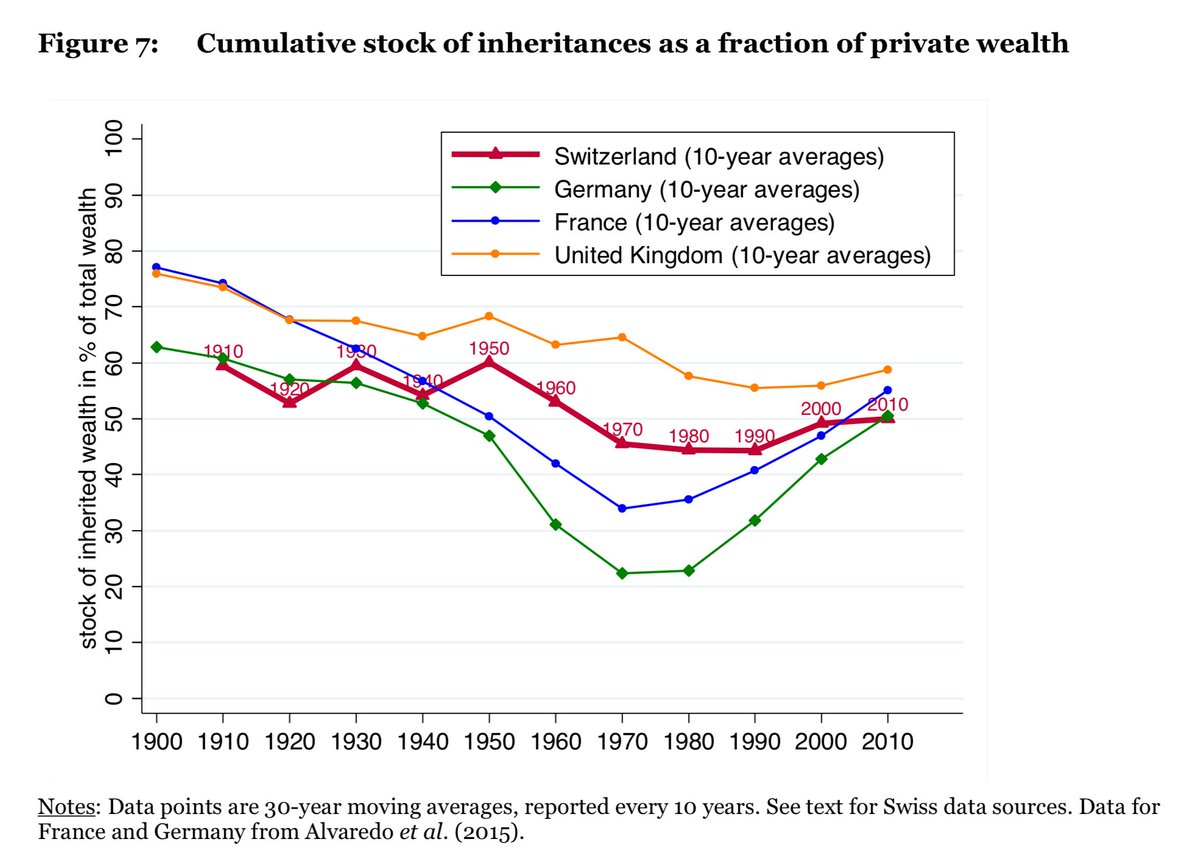 Figure 7: Cumulative stock of inheritances as a fraction of private wealth
stock of inherited wealth in % of total wealth
100
90
80
70
60
50
40
30
20
10
0
Switzerland (10-year averages)
Germany (10-year averages)
France (10-year averages)
United Kingdom (10-year averages)
1910
1920
1930
1940
1950
1960
1970
1980
1990
2000
2010
1900 1910 1920 1930 1940 1950 1960 1970 1980 1990 2000 2010
Notes: Data points are 30-year moving averages, reported every 10 years. See text for Swiss data sources. Data for
France and Germany from Alvaredo et al. (2015).